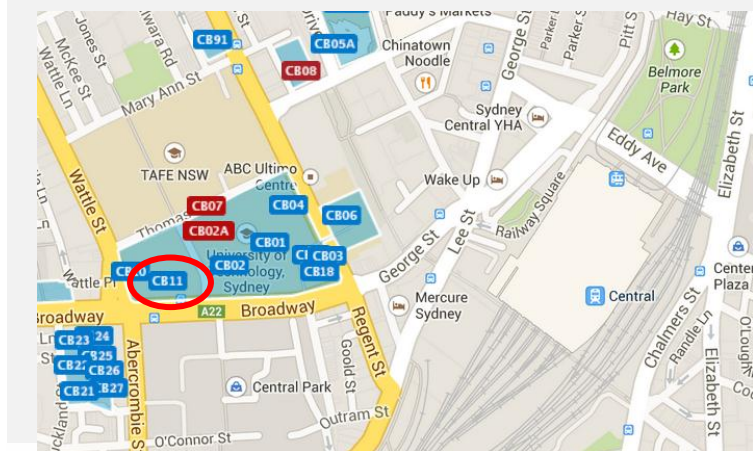 Paddy's Markets
Hay St
Jones St
McKee St
Wattle Ln
CB91
CB05A
CB08
Chinatown
Noodle
George St
Parker
Pitt S
Belmore
Park
Mary Ann St
Sydney
Central YHA
Eddy Ave
Elizabeth St
TAFE NSW
ABC Ultimo
Centre
Wake Up
Wattle St
CB07
CB04
Thomas
CB02A
CB06
Railway Square
Lee St
CB01
CB03
University of
Technology,
Sydney
CB02
CB18
George St
Wattle Pl
CB11
Central
Center
Plaza
Broadway
A22
Broadway
Mercure
Sydney
Regent St
Chalmers St
Randle Ln
CB23
CB25
CB26
CB21
CB27
Abercrombie S
Goold St
Central Park
Elizabeth St
Outram St
O'Connor St